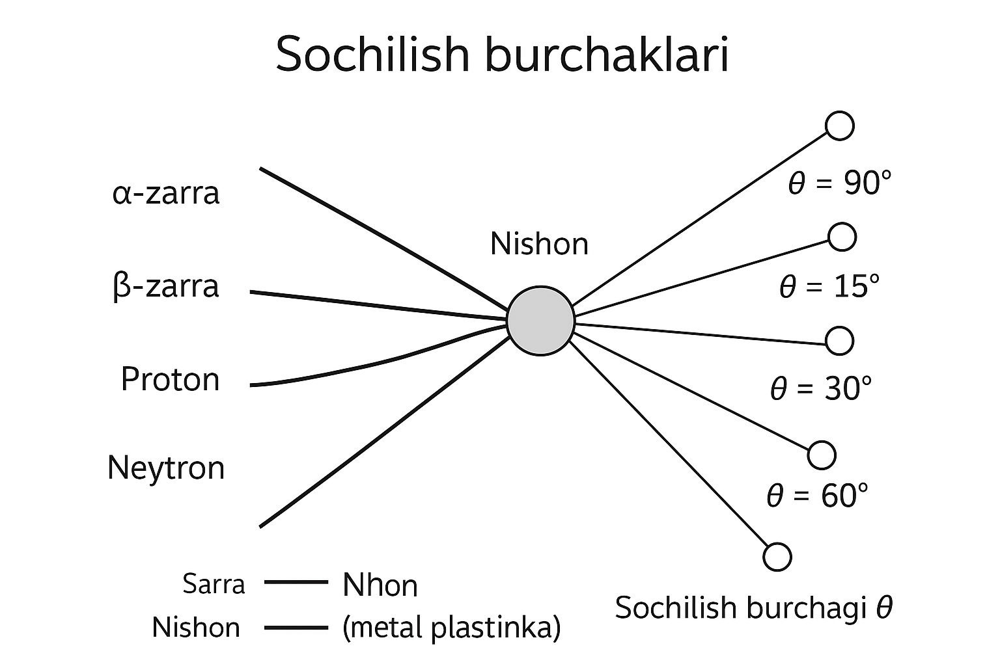 Sochilish burchaklari
α-zarra
β-zarra
Proton
Neytron
Nishon
θ = 90°
θ = 15°
θ = 30°
θ = 60°
Sarra
Nhon
Nishon
(metal plastinka)
Sochilish burchagi θ